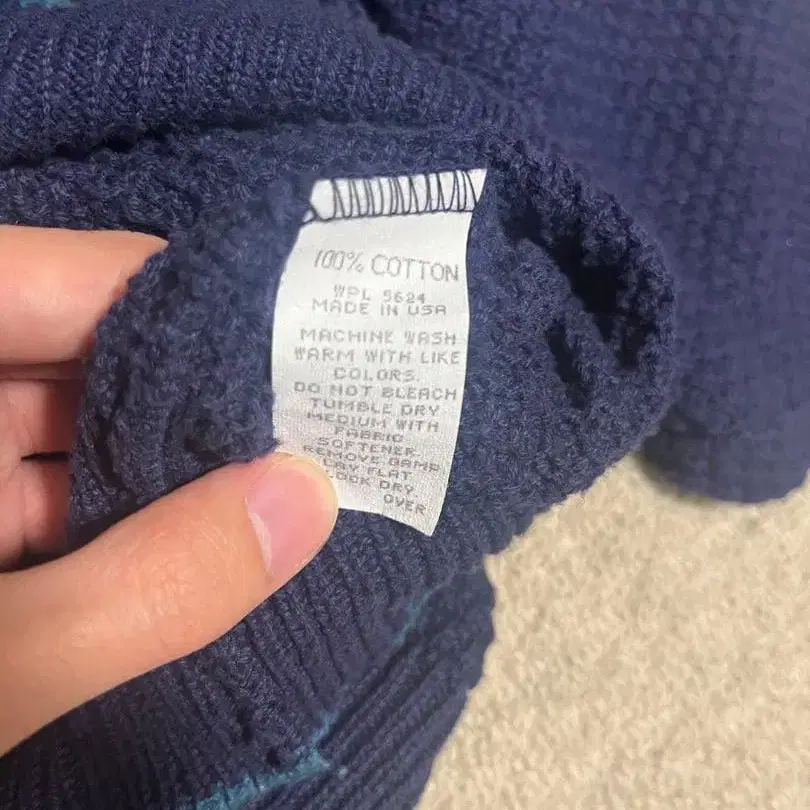 100% COTTON
WPL 5624
MADE IN USA
MACHINE WASH
WARM WITH LIKE
COLORS.
DO NOT BLEACH
TUMBLE DRY
MEDIUM WITH
FABRIC
SOFTENER.
REMOVE DAMP
LAY FLAT
DRY
OVER